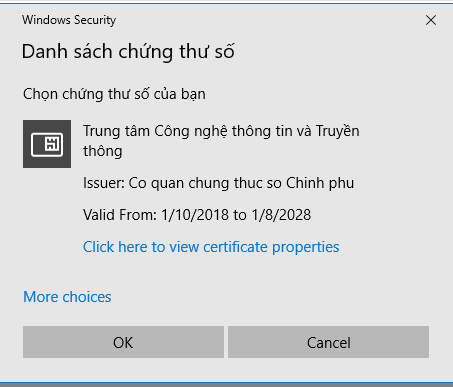 Windows Security
Danh sách chứng thư số
Chọn chứng thư số của bạn
Trung tâm Công nghệ thông tin và Truyền
thông
Issuer: Co quan chung thuc so Chinh phu
Valid From: 1/10/2018 to 1/8/2028
Click here to view certificate properties
More choices
OK
Cancel